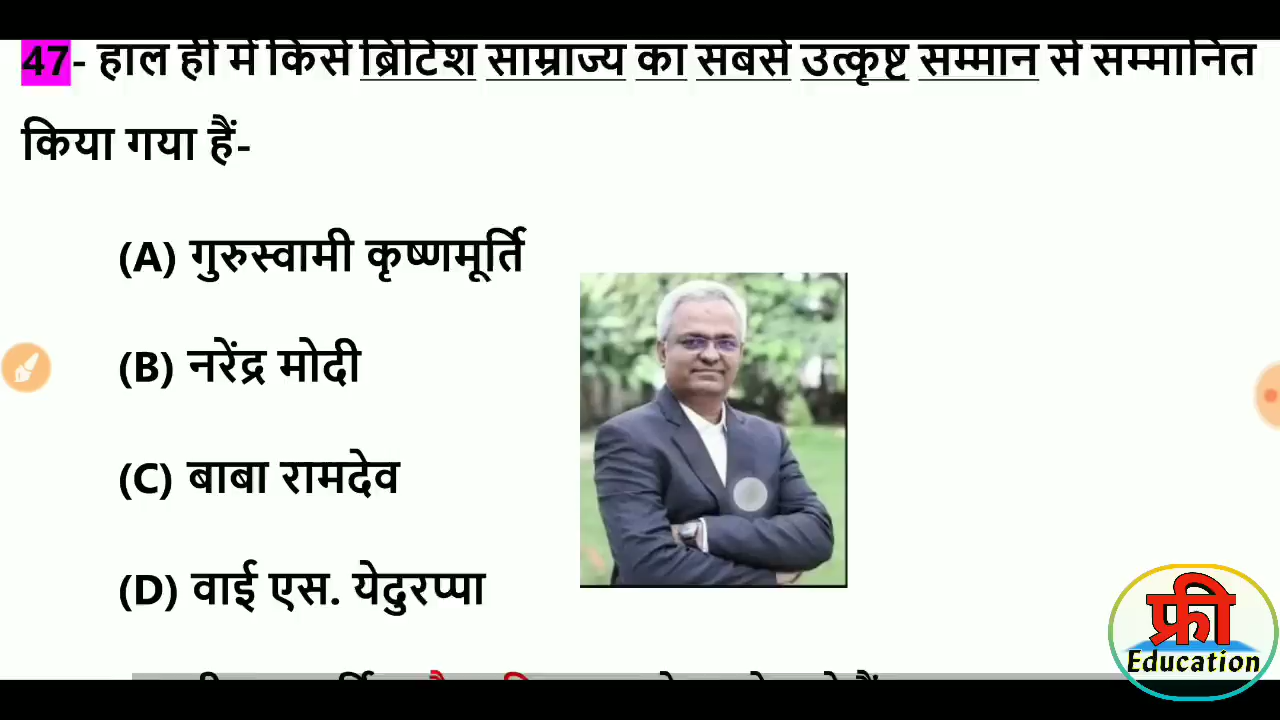 47- हाल ही में किसे ब्रिटिश साम्राज्य का सबसे उत्कृष्ट सम्मान से सम्मानित
किया गया हैं-
(A) गुरुस्वामी कृष्णमूर्ति
(B) नरेंद्र मोदी
(C) बाबा रामदेव
(D) वाई एस. येदुरप्पा
फ्री
Education